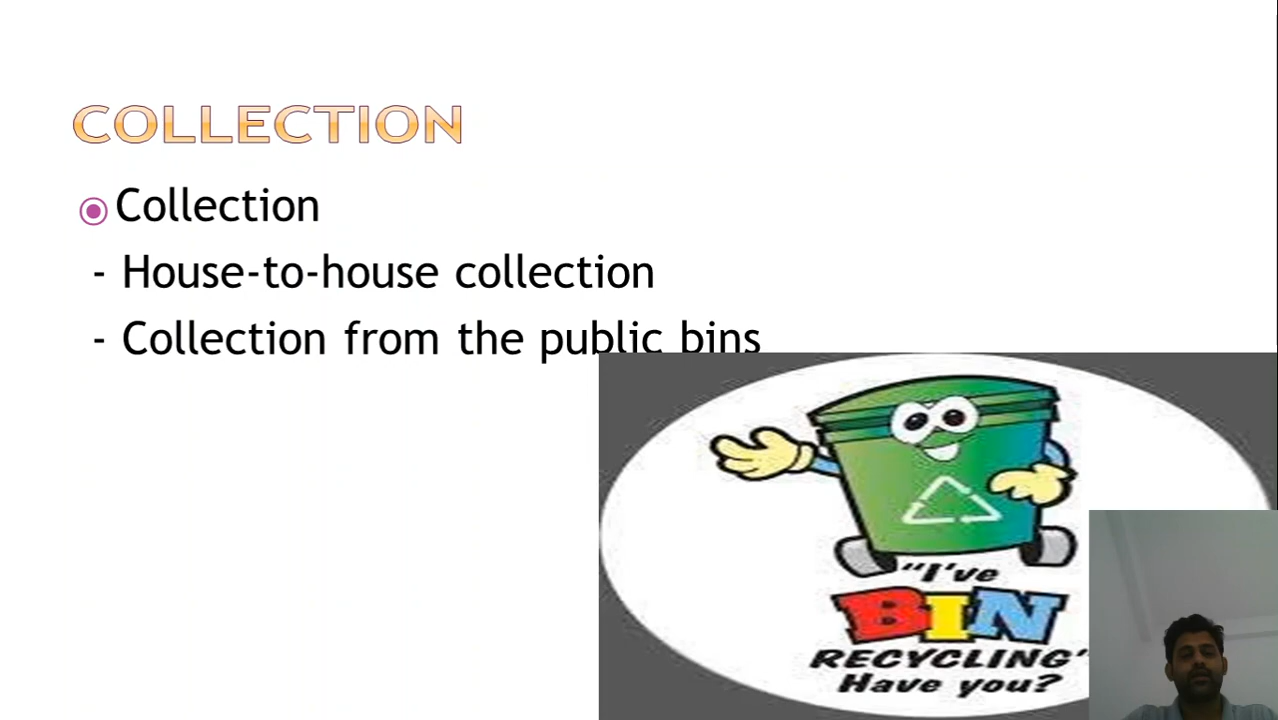 COLLECTION
Collection
- House-to-house collection
- Collection from the public bins
"I've
BIN
RECYCLING"
Have you?